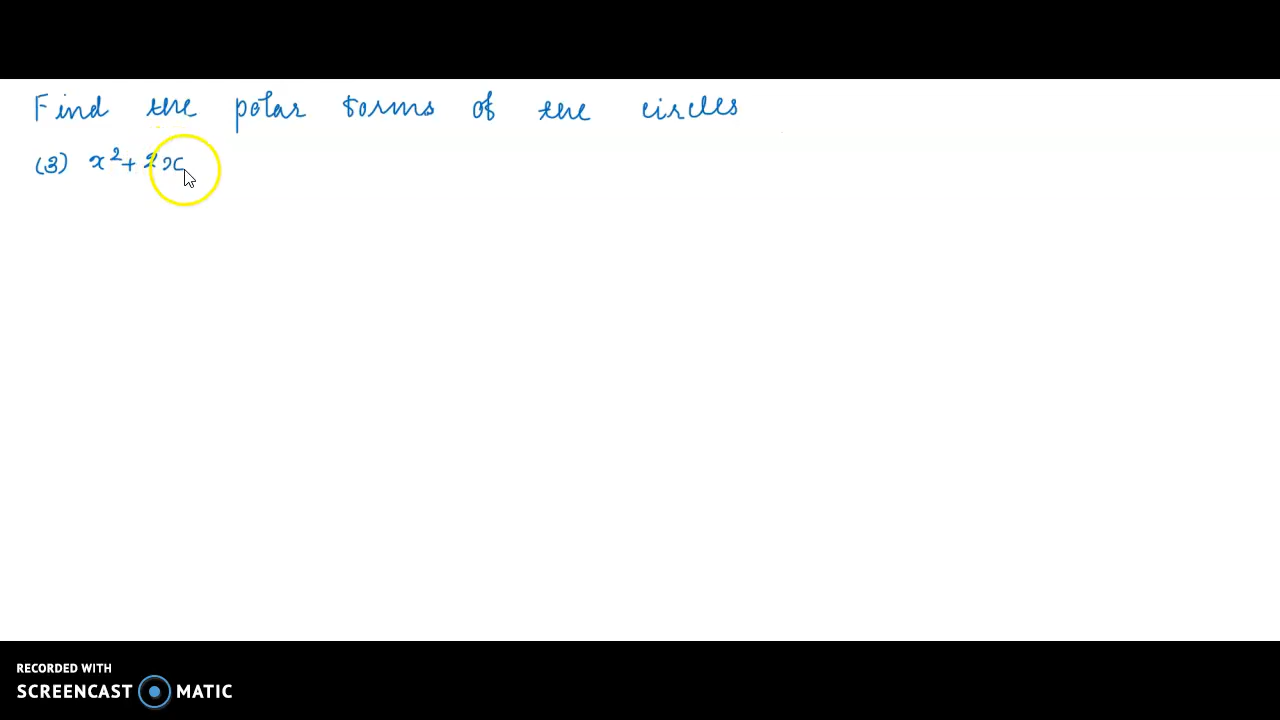 Find the polar forms of the circles
(3) x² + 2x
RECORDED WITH
SCREENCAST MATIC